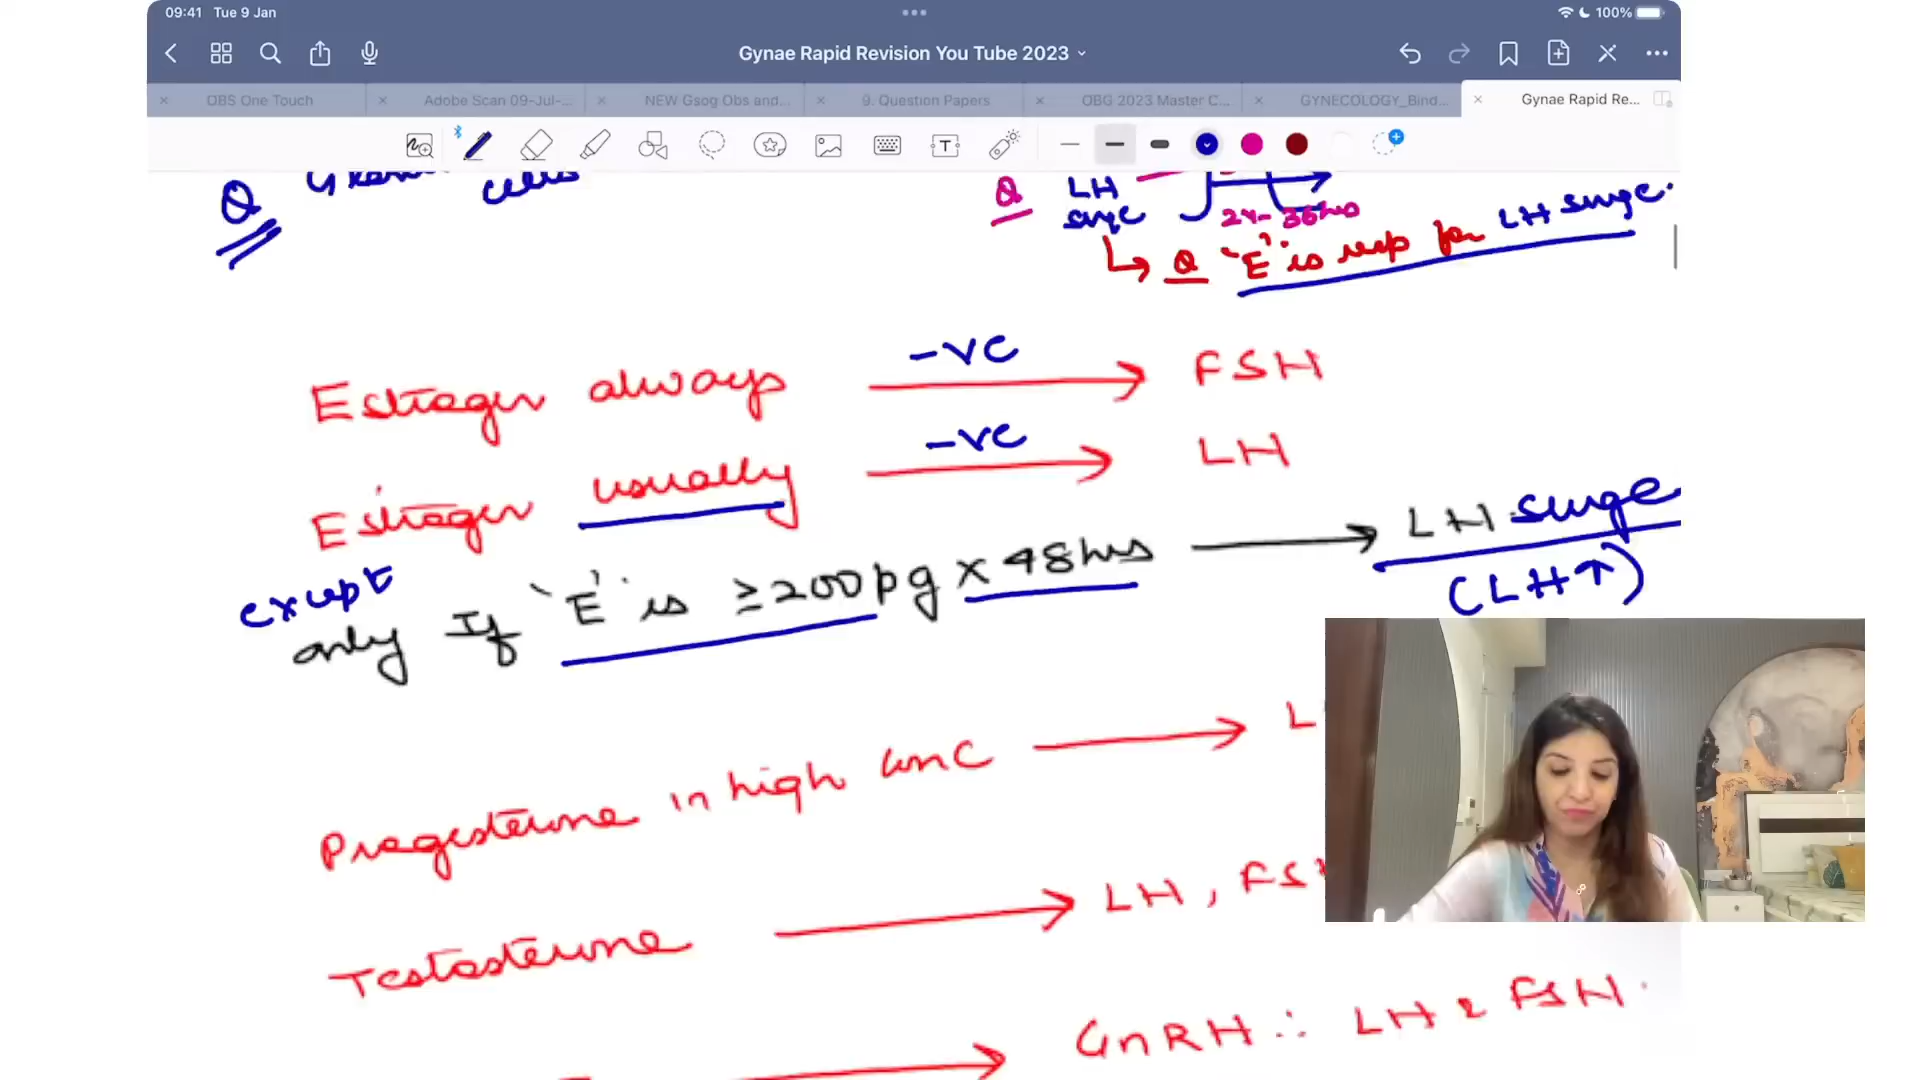 09:41 Tue 9 Jan
100%
Gynae Rapid Revision You Tube 2023
OBS One Touch
Adobe Scan 09-Jul-...
NEW Gsog Obs and...
9. Question Papers
OBG 2023 Master C...
GYNECOLOGY_Bind...
Gynae Rapid Re...
Q
cells
Q LH surge
24-36hrs
Q 'E' is resp for LH surge.
Estrogen always -ve FSH
Estrogen usually -ve LH
except only If 'E' is ≥200pg x 48hrs LH surge
(LH↑)
Progesterone in high conc L
Testosterone LH, FS
GnRH ∴ LH & FSH.